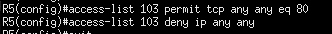 R5(config)#access-list 103 permit tcp any any eq 80
R5(config)#access-list 103 deny ip any any